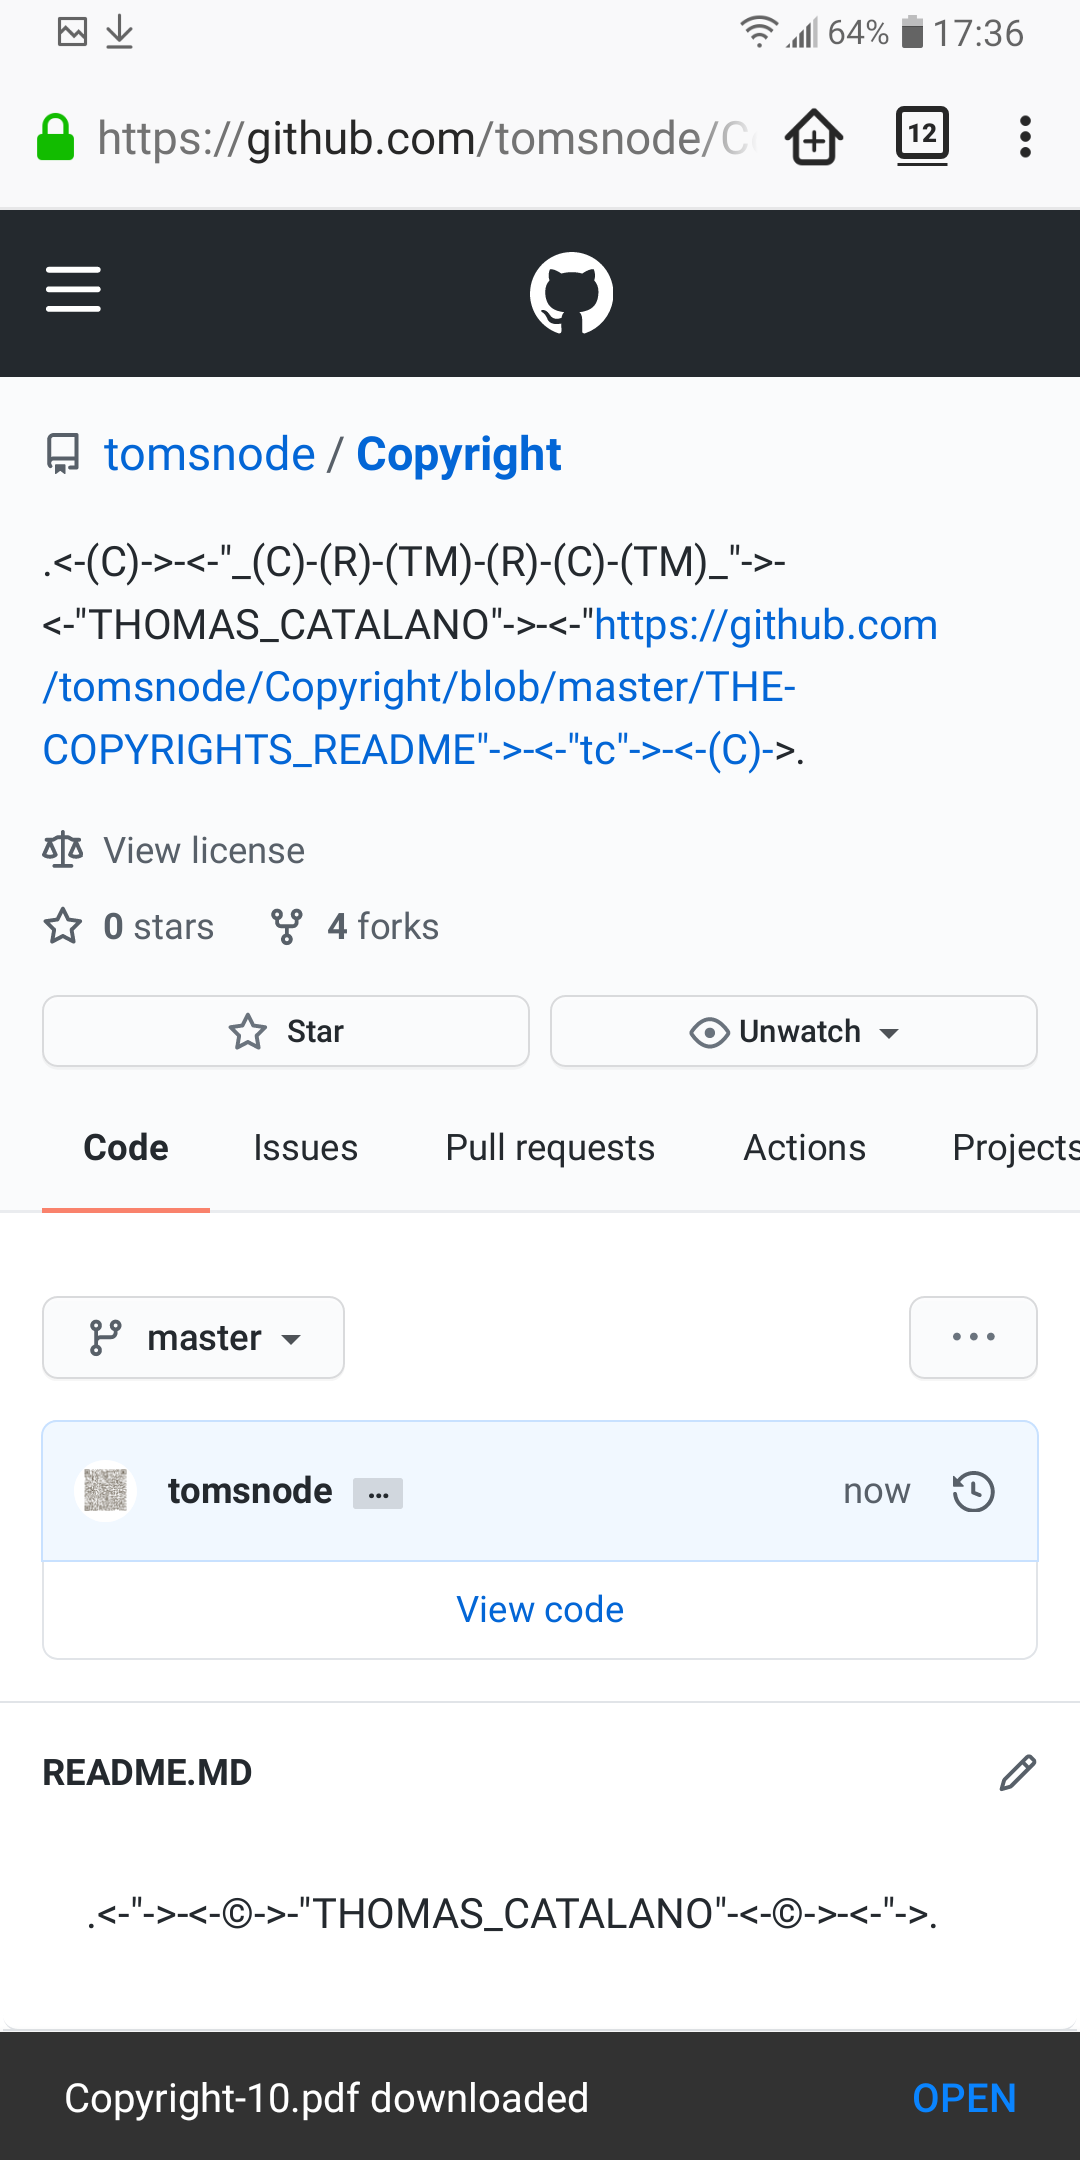 64% 17:36
https://github.com/tomsnode/C
12
tomsnode / Copyright
.<-(C)->-<-"_(C)-(R)-(TM)-(R)-(C)-(TM)_"->-
<-"THOMAS_CATALANO"->-<-"https://github.com
/tomsnode/Copyright/blob/master/THE-
COPYRIGHTS_README"->-<-"tc"->-<-(C)->.
View license
0 stars 4 forks
Star Unwatch
Code Issues Pull requests Actions Projects
master ...
tomsnode ... now
View code
README.MD
.<-"->-<-©->-"THOMAS_CATALANO"-<-©->-<-"->.
Copyright-10.pdf downloaded OPEN